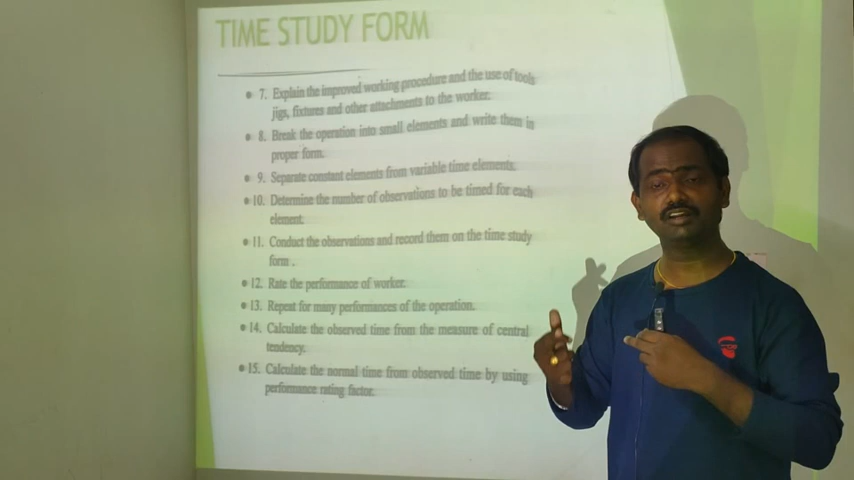 TIME STUDY FORM
7. Explain the improved working procedure and the use of tools
jigs, fixtures and other attachments to the worker.
8. Break the operation into small elements and write them in
proper form.
9. Separate constant elements from variable time elements.
10. Determine the number of observations to be timed for each
element.
11. Conduct the observations and record them on the time study
form .
12. Rate the performance of worker.
13. Repeat for many performances of the operation.
14. Calculate the observed time from the measure of central
tendency.
15. Calculate the normal time from observed time by using
performance rating factor.